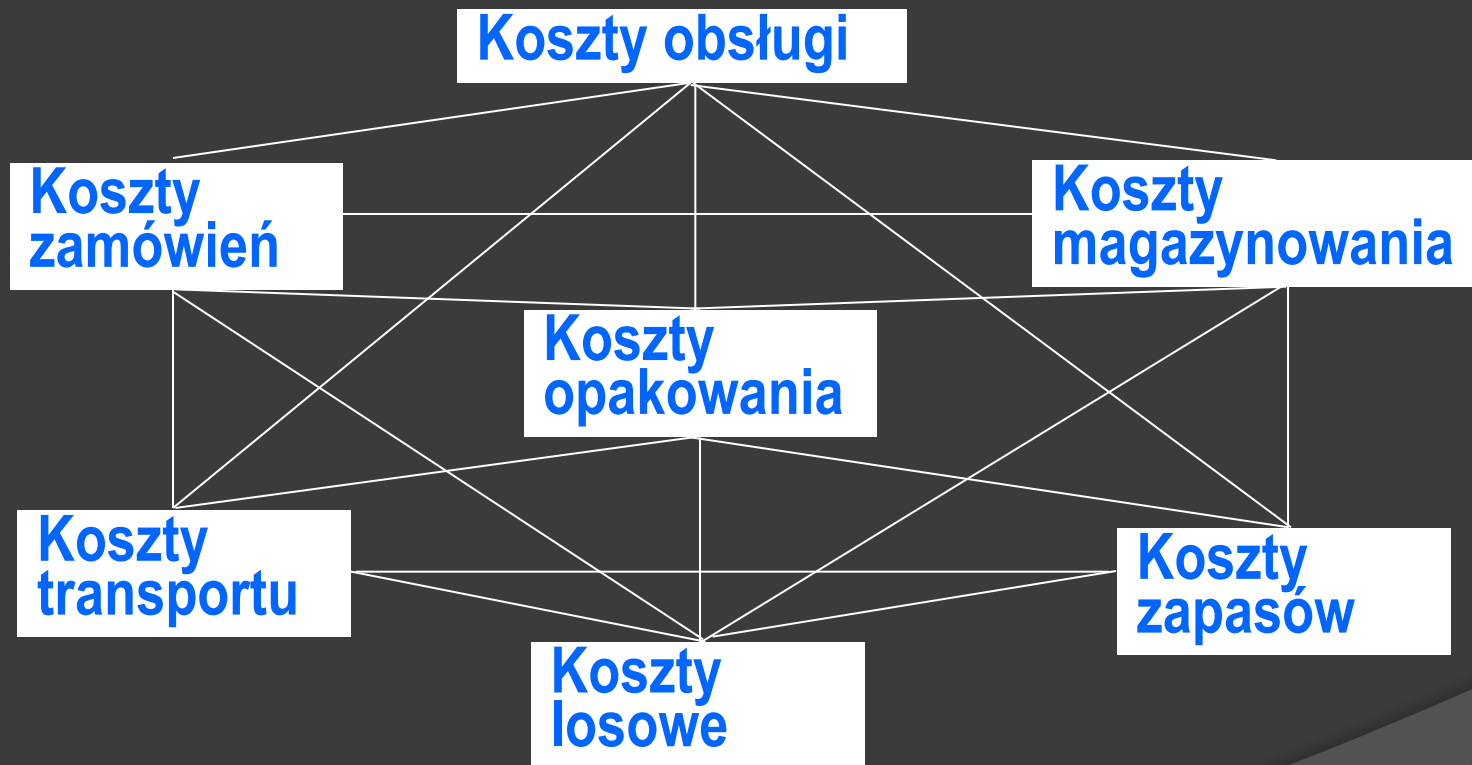 Koszty obsługi
Koszty
zamówień
Koszty
magazynowania
Koszty
opakowania
Koszty
transportu
Koszty
zapasów
Koszty
losowe